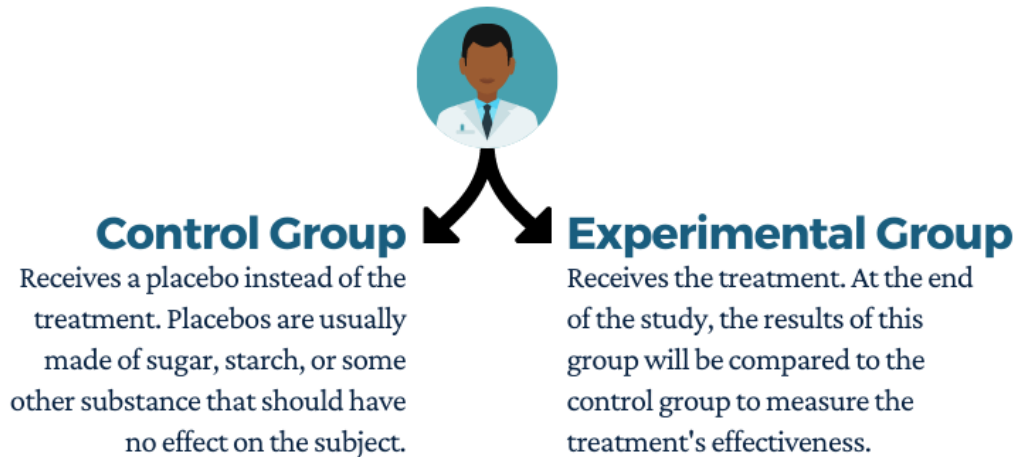 Control Group
Receives a placebo instead of the
treatment. Placebos are usually
made of sugar, starch, or some
other substance that should have
no effect on the subject.
Experimental Group
Receives the treatment. At the end
of the study, the results of this
group will be compared to the
control group to measure the
treatment's effectiveness.